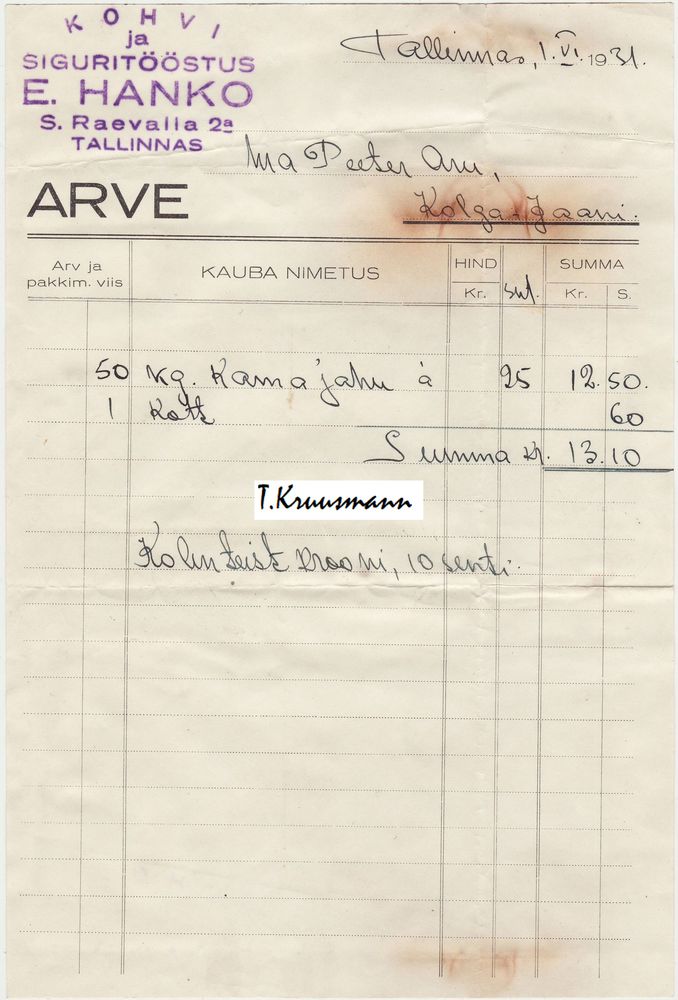 KOHVI
ja
SIGURITÖÖSTUS
E. HANKO
S. Raevalla 2a
TALLINNAS
Tallinnas, 1. VI. 1931.
Peeter Aru,
ARVE
Kolga-Jaani.
Arv ja pakkim. viis KAUBA NIMETUS HIND Kr. snt. SUMMA Kr. S.
50 kg. Kama jahu à 25 12.50.
1 Kott 60
Summa Kr. 13.10
T.Kruusmann
Kolmteist krooni, 10 senti.